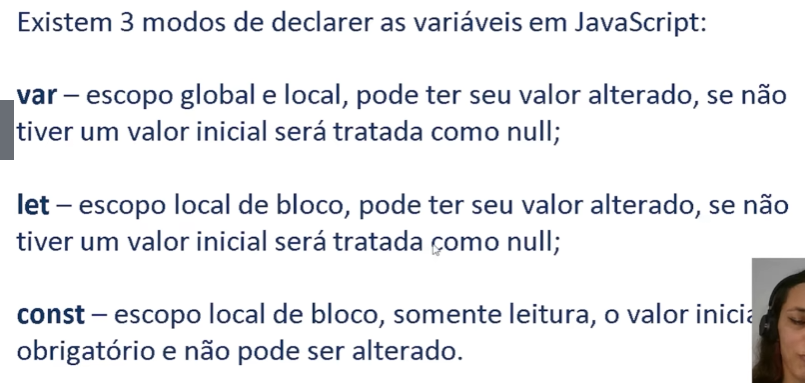 Existem 3 modos de declarer as variáveis em JavaScript:
var – escopo global e local, pode ter seu valor alterado, se não
tiver um valor inicial será tratada como null;
let – escopo local de bloco, pode ter seu valor alterado, se não
tiver um valor inicial será tratada como null;
const – escopo local de bloco, somente leitura, o valor inicia
obrigatório e não pode ser alterado.